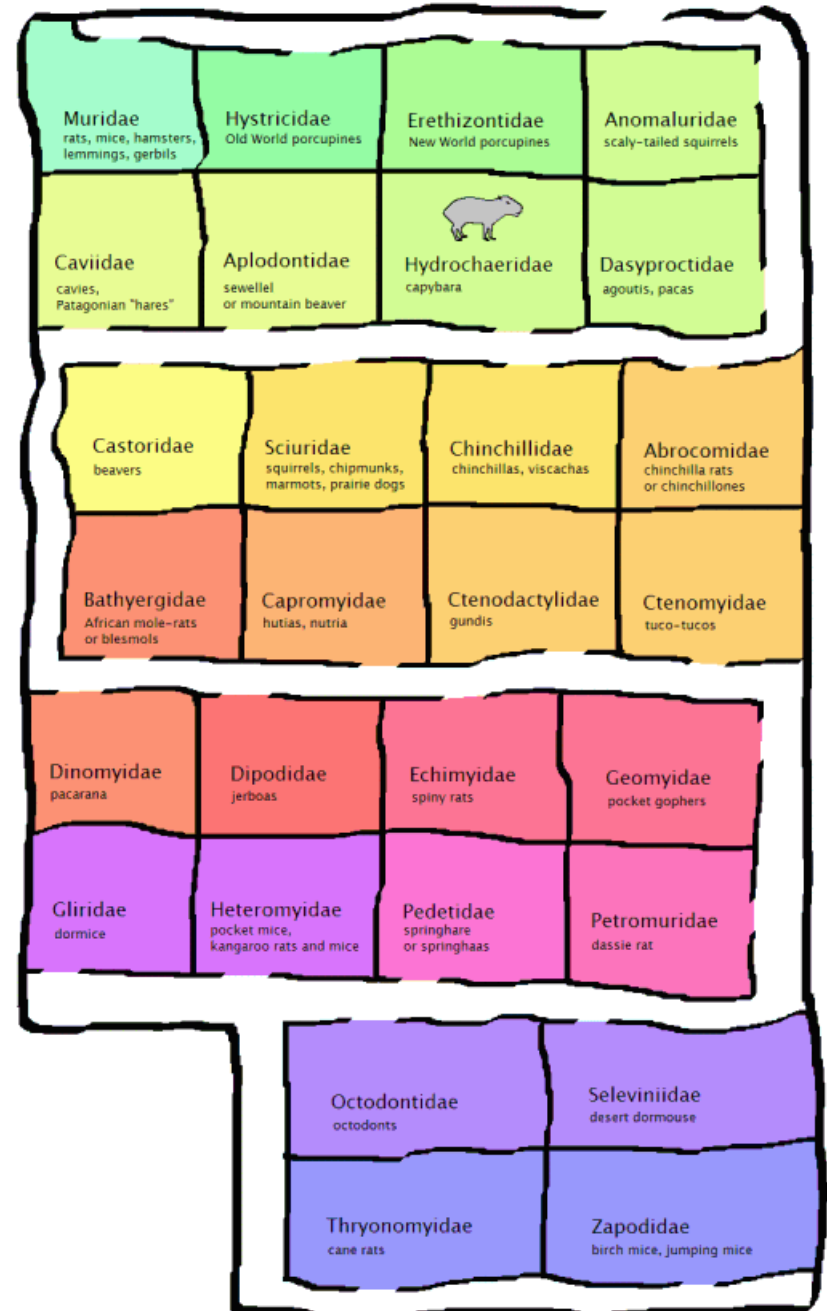 Muridae
rats, mice, hamsters,
lemmings, gerbils
Hystricidae
Old World porcupines
Erethizontidae
New World porcupines
Anomaluridae
scaly-tailed squirrels
Caviidae
cavies,
Patagonian "hares"
Aplodontidae
sewellel
or mountain beaver
Hydrochaeridae
capybara
Dasyproctidae
agoutis, pacas
Castoridae
beavers
Sciuridae
squirrels, chipmunks,
marmots, prairie dogs
Chinchillidae
chinchillas, viscachas
Abrocomidae
chinchilla rats
or chinchillones
Bathyergidae
African mole-rats
or blesmols
Capromyidae
hutias, nutria
Ctenodactylidae
gundis
Ctenomyidae
tuco-tucos
Dinomyidae
pacarana
Dipodidae
jerboas
Echimyidae
spiny rats
Geomyidae
pocket gophers
Gliridae
dormice
Heteromyidae
pocket mice,
kangaroo rats and mice
Pedetidae
springhare
or springhaas
Petromuridae
dassie rat
Octodontidae
octodonts
Seleviniidae
desert dormouse
Thryonomyidae
cane rats
Zapodidae
birch mice, jumping mice